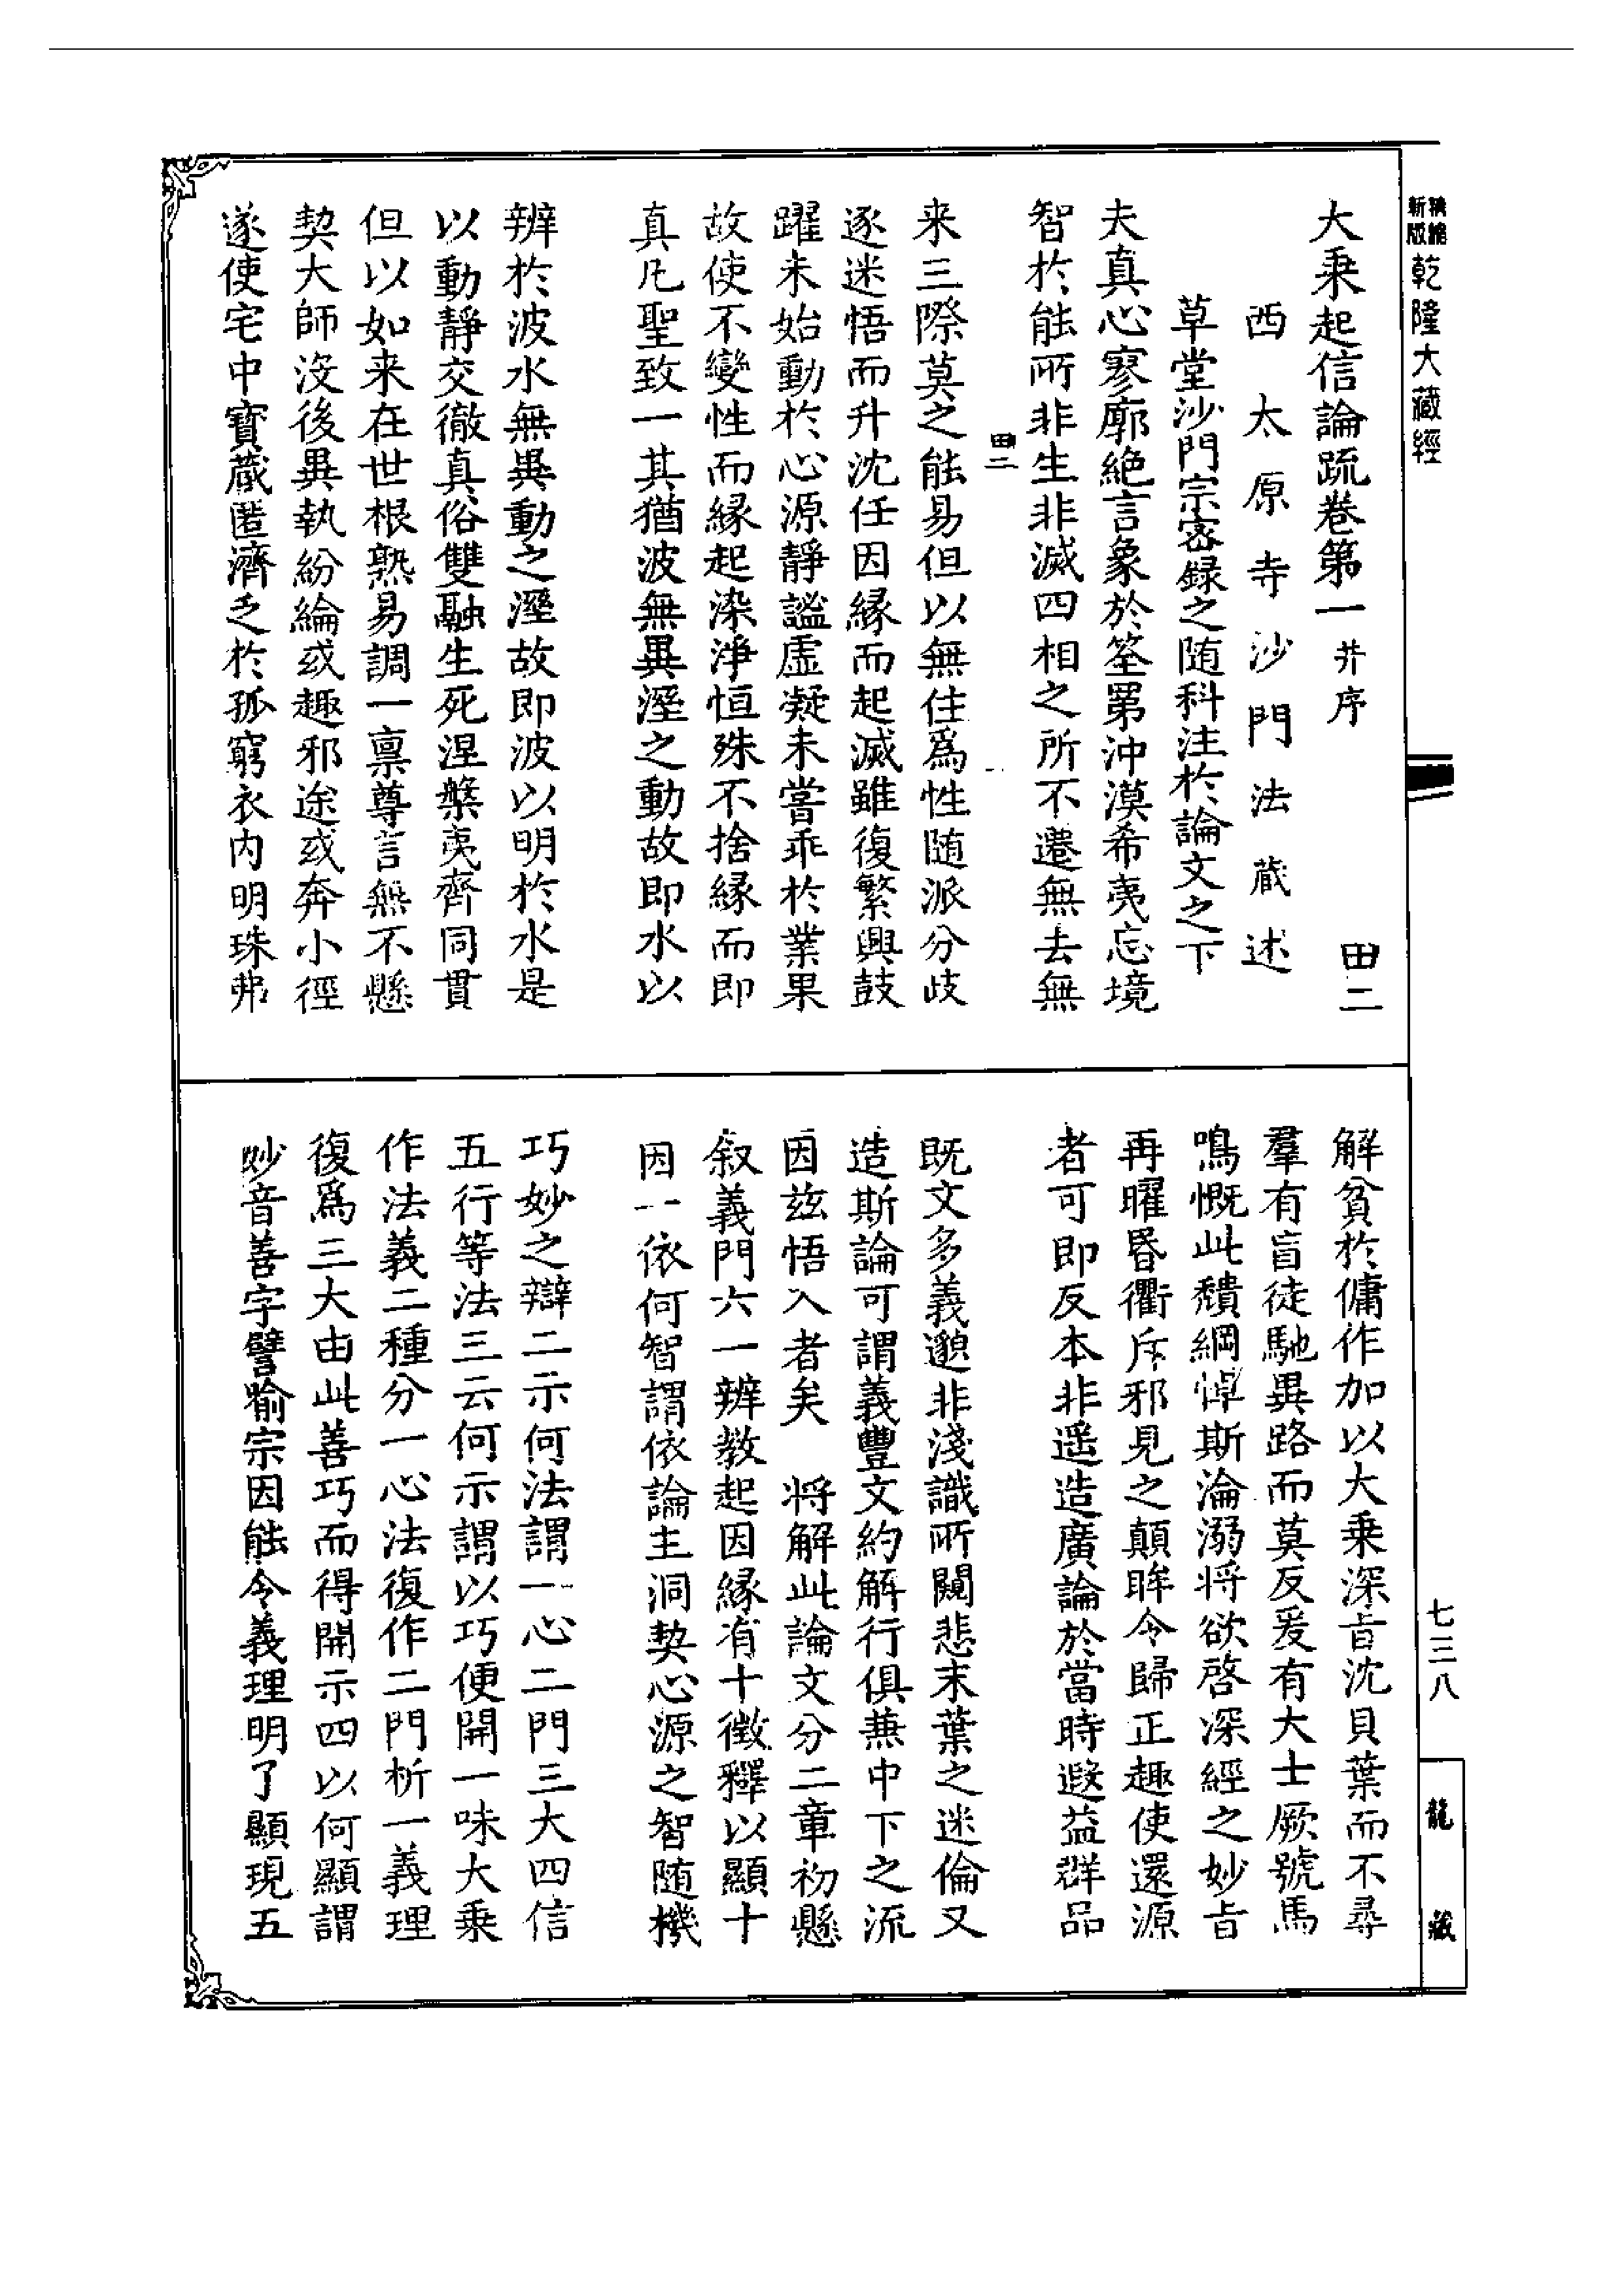 新版精縮
乾隆大藏經
大乘起信論疏卷第一 并序 田二
西太原寺沙門法藏述
草堂沙門宗密録之随科注於論文之下
夫真心寥廓絶言象於筌罤沖漠希夷忘境
智於能所非生非滅四相之所不遷無去無
田二
来三際莫之能易但以無住爲性随派分歧
逐迷悟而升沈任因縁而起滅雖復繁興鼓
躍未始動於心源靜謐虛凝未嘗乖於業果
故使不變性而縁起染淨恒殊不捨縁而即
真凡聖致一其猶波無異溼之動故即水以
辨於波水無異動之溼故即波以明於水是
以動靜交徹真俗雙融生死涅槃夷齊同貫
但以如来在世根熟易調一禀尊言無不懸
契大師没後異執紛綸或趣邪途或奔小徑
遂使宅中寶藏匿濟乏於孤窮衣内明珠弗
解貧於傭作加以大乘深旨沈貝葉而不尋
羣有盲徒馳異路而莫反爰有大士厥號馬
鳴慨此頽綱悼斯淪溺将欲啓深經之妙旨
再曜昏衢斥邪見之顛眸令歸正趣使還源
者可即反本非遥造廣論於當時遐益群品
既文多義邈非淺識所闚悲末葉之迷倫又
造斯論可謂義豐文約解行俱兼中下之流
因兹悟入者矣 将解此論文分二章初懸
叙義門六一辨教起因縁有十徴釋以顯十
因一依何智謂依論主洞契心源之智随機
巧妙之辯二示何法謂一心二門三大四信
五行等法三云何示謂以巧便開一味大乘
作法義二種分一心法復作二門析一義理
復爲三大由此善巧而得開示四以何顯謂
妙音善字譬喻宗因能令義理明了顯現五
七三八
龍藏